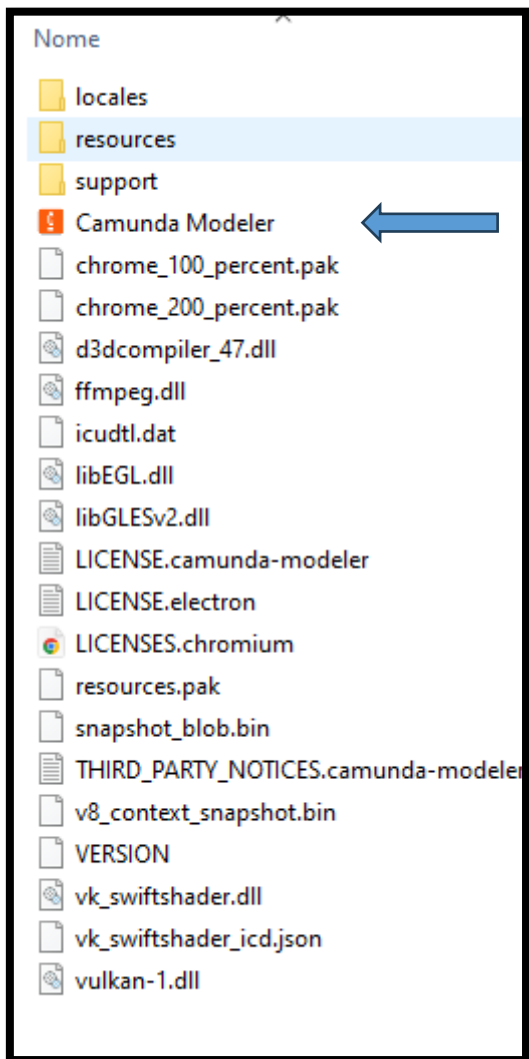 Nome
locales
resources
support
Camunda Modeler
chrome_100_percent.pak
chrome_200_percent.pak
d3dcompiler_47.dll
ffmpeg.dll
icudtl.dat
libEGL.dll
libGLESv2.dll
LICENSE.camunda-modeler
LICENSE.electron
LICENSES.chromium
resources.pak
snapshot_blob.bin
THIRD_PARTY_NOTICES.camunda-modeler
v8_context_snapshot.bin
VERSION
vk_swiftshader.dll
vk_swiftshader_icd.json
vulkan-1.dll